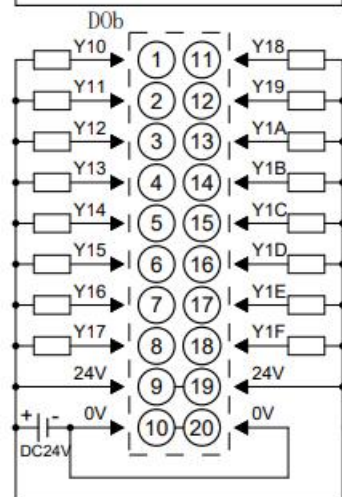 DOb
Y10 1 11 Y18
Y11 2 12 Y19
Y12 3 13 Y1A
Y13 4 14 Y1B
Y14 5 15 Y1C
Y15 6 16 Y1D
Y16 7 17 Y1E
Y17 8 18 Y1F
24V 9 19 24V
+ - 0V 10 20 0V
DC24V